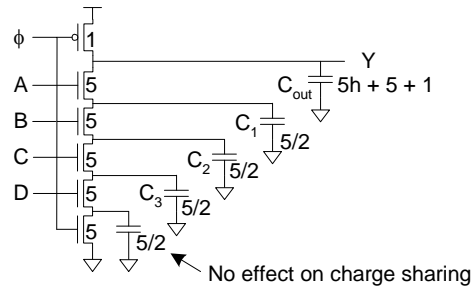 ϕ 1 Y
C_out 5h + 5 + 1
A 5
B 5 C_1 5/2
C 5 C_2 5/2
D 5 C_3 5/2
5 5/2
No effect on charge sharing